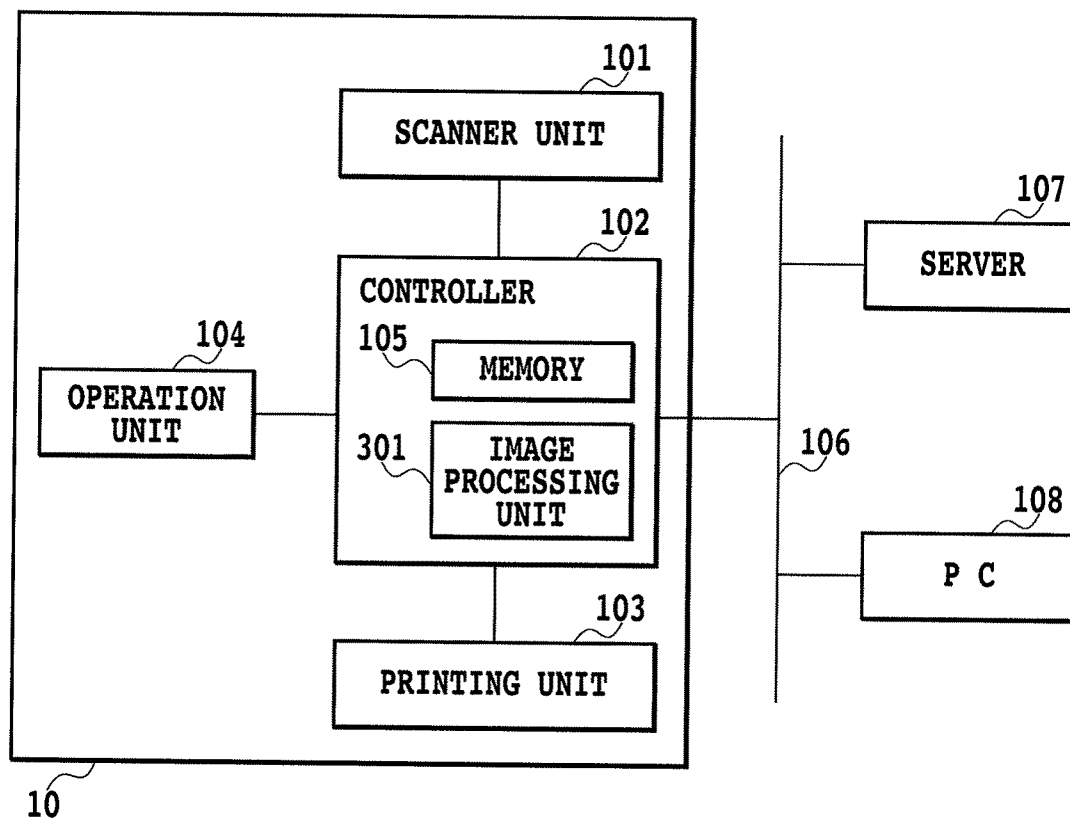 101
SCANNER UNIT
107
102
SERVER
CONTROLLER
104
105
MEMORY
OPERATION
UNIT
301
IMAGE
PROCESSING
UNIT
106
108
P C
103
PRINTING UNIT
10